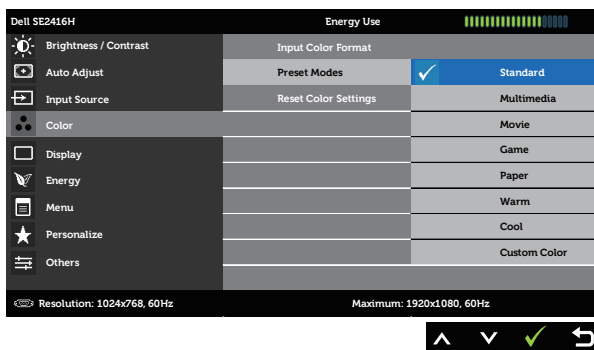 Dell SE2416H Energy Use
Brightness / Contrast Input Color Format
Auto Adjust Preset Modes Standard
Input Source Reset Color Settings Multimedia
Color Movie
Display Game
Energy Paper
Menu Warm
Personalize Cool
Others Custom Color
Resolution: 1024x768, 60Hz Maximum: 1920x1080, 60Hz